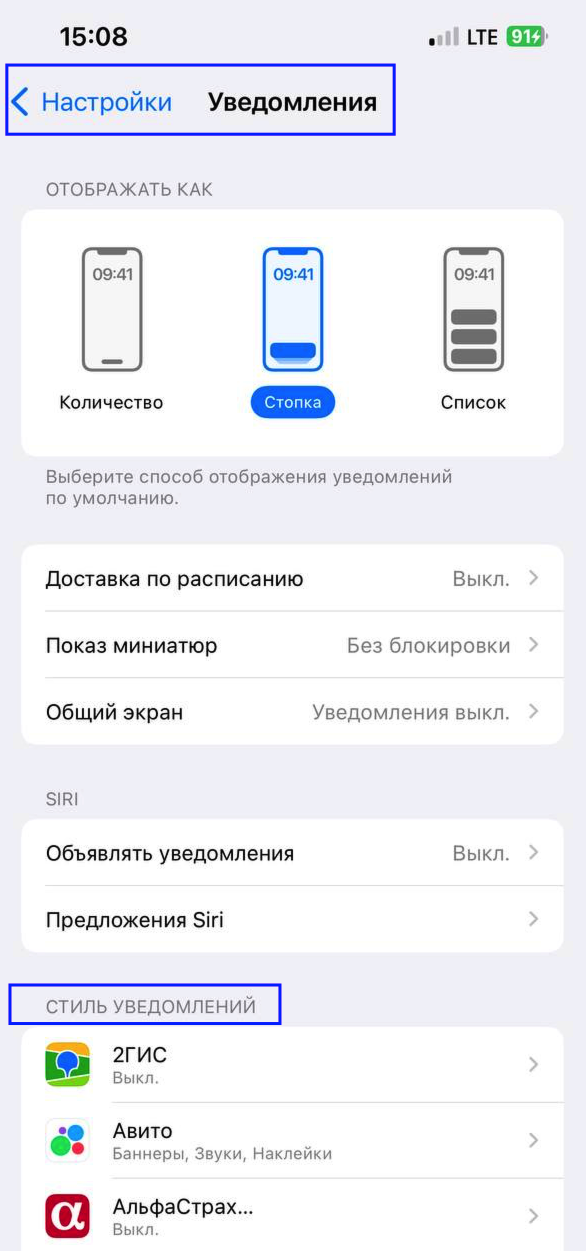 15:08 LTE 91
Настройки Уведомления
ОТОБРАЖАТЬ КАК
09:41 09:41 09:41
Количество Стопка Список
Выберите способ отображения уведомлений
по умолчанию.
Доставка по расписанию Выкл.
Показ миниатюр Без блокировки
Общий экран Уведомления выкл.
SIRI
Объявлять уведомления Выкл.
Предложения Siri
СТИЛЬ УВЕДОМЛЕНИЙ
2ГИС
Выкл.
Авито
Баннеры, Звуки, Наклейки
АльфаСтрах...
Выкл.